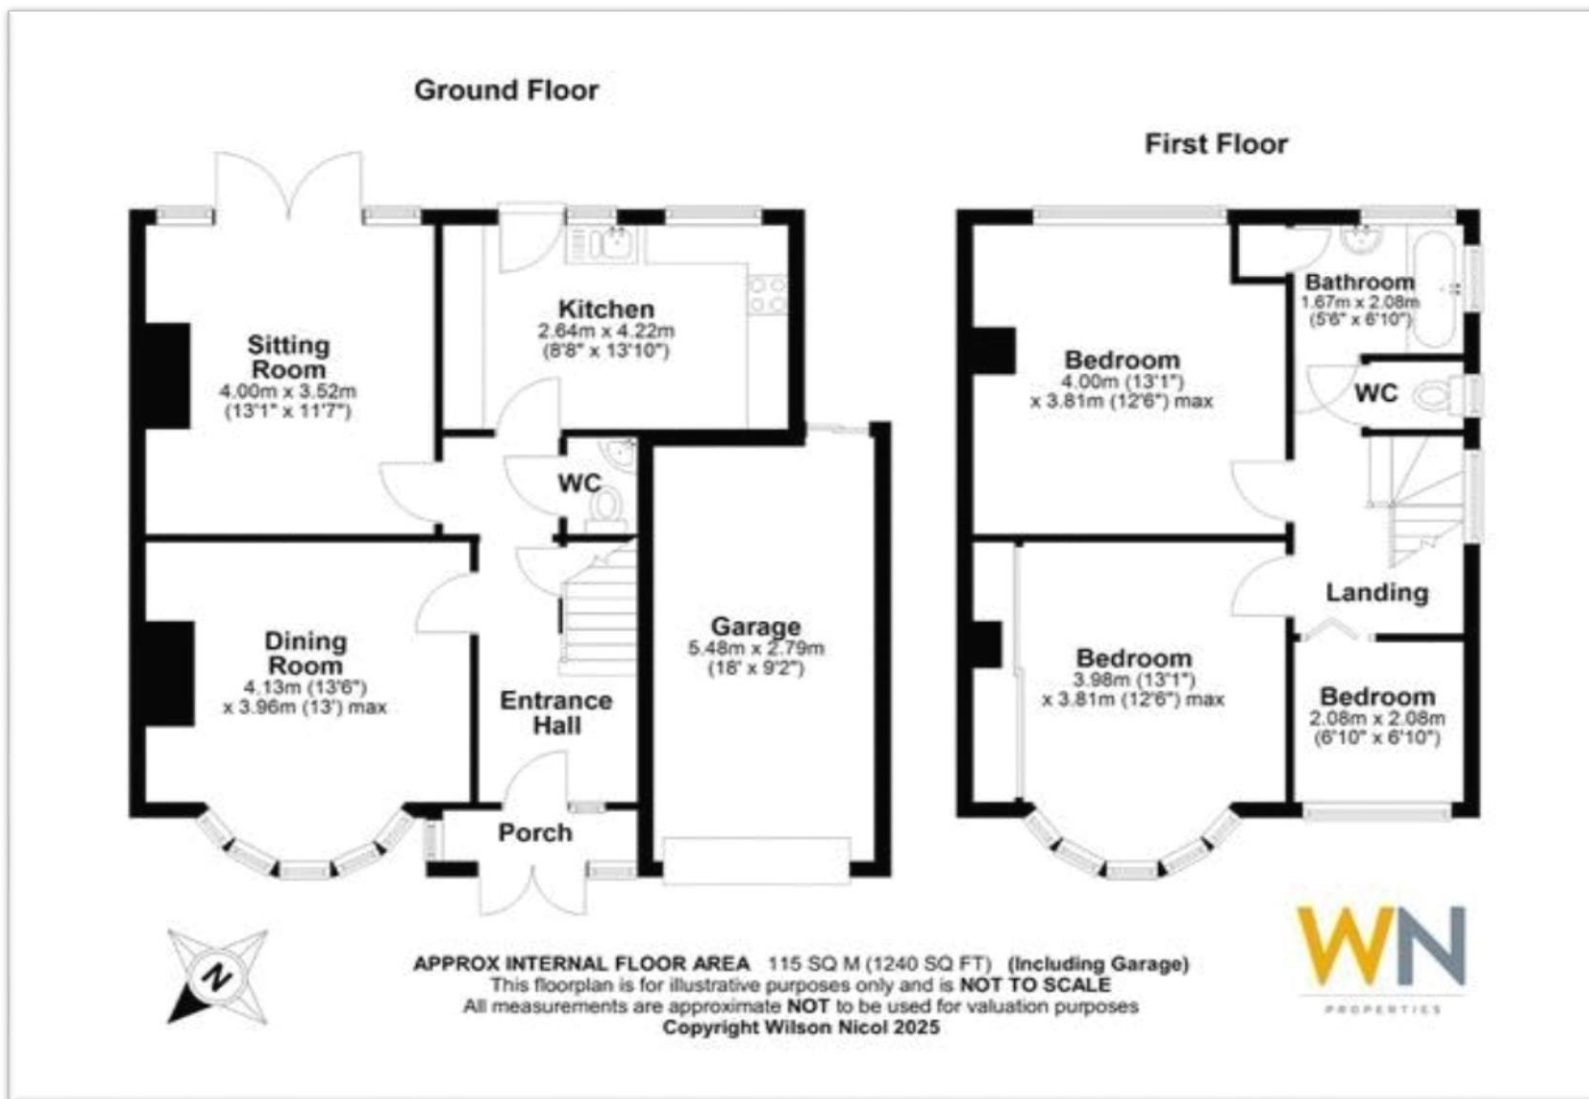 Ground Floor
First Floor
Sitting
Room
4.00m x 3.52m
(13'1" x 11'7")
Kitchen
2.64m x 4.22m
(8'8" x 13'10")
WC
Dining
Room
4.13m (13'6")
x 3.96m (13') max
Entrance
Hall
Porch
Garage
5.48m x 2.79m
(18' x 9'2")
Bedroom
4.00m (13'1")
x 3.81m (12'6") max
Bathroom
1.67m x 2.08m
(5'6" x 6'10")
WC
Landing
Bedroom
3.98m (13'1")
x 3.81m (12'6") max
Bedroom
2.08m x 2.08m
(6'10" x 6'10")
N
APPROX INTERNAL FLOOR AREA 115 SQ M (1240 SQ FT) (Including Garage)
This floorplan is for illustrative purposes only and is NOT TO SCALE
All measurements are approximate NOT to be used for valuation purposes
Copyright Wilson Nicol 2025
WN
PROPERTIES